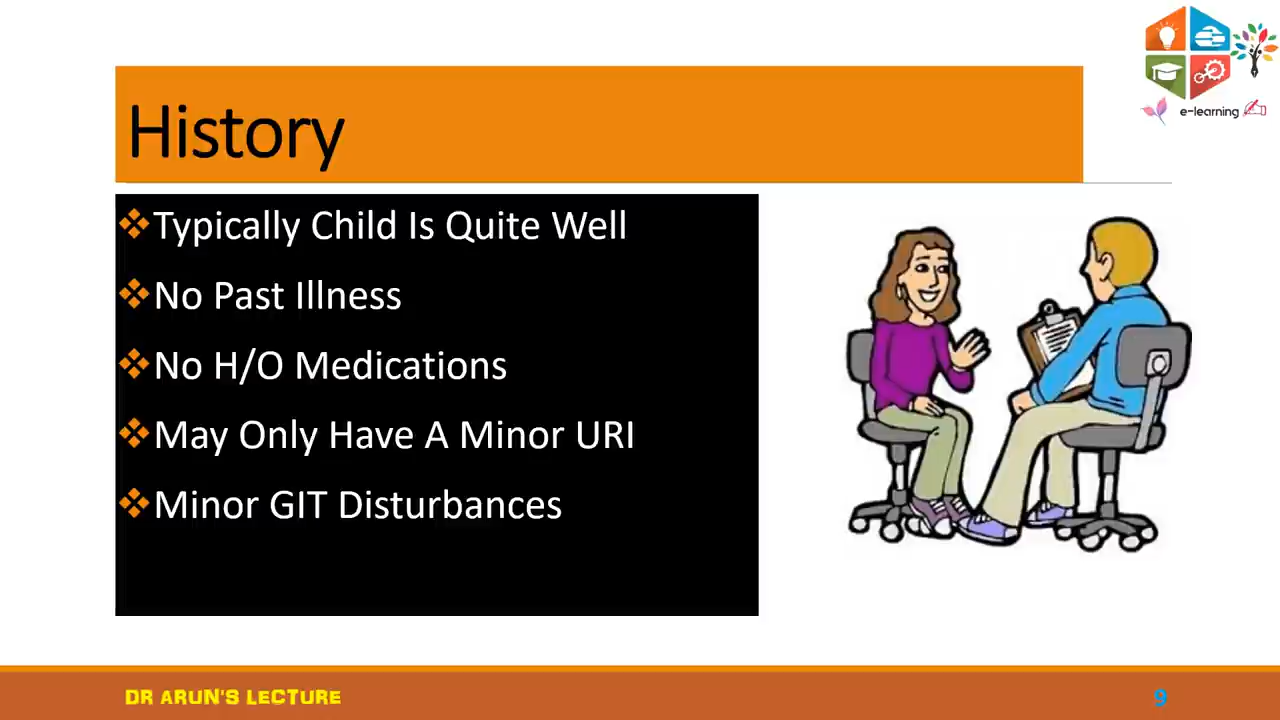 e-learning
History
Typically Child Is Quite Well
No Past Illness
No H/O Medications
May Only Have A Minor URI
Minor GIT Disturbances
DR ARUN'S LECTURE
9